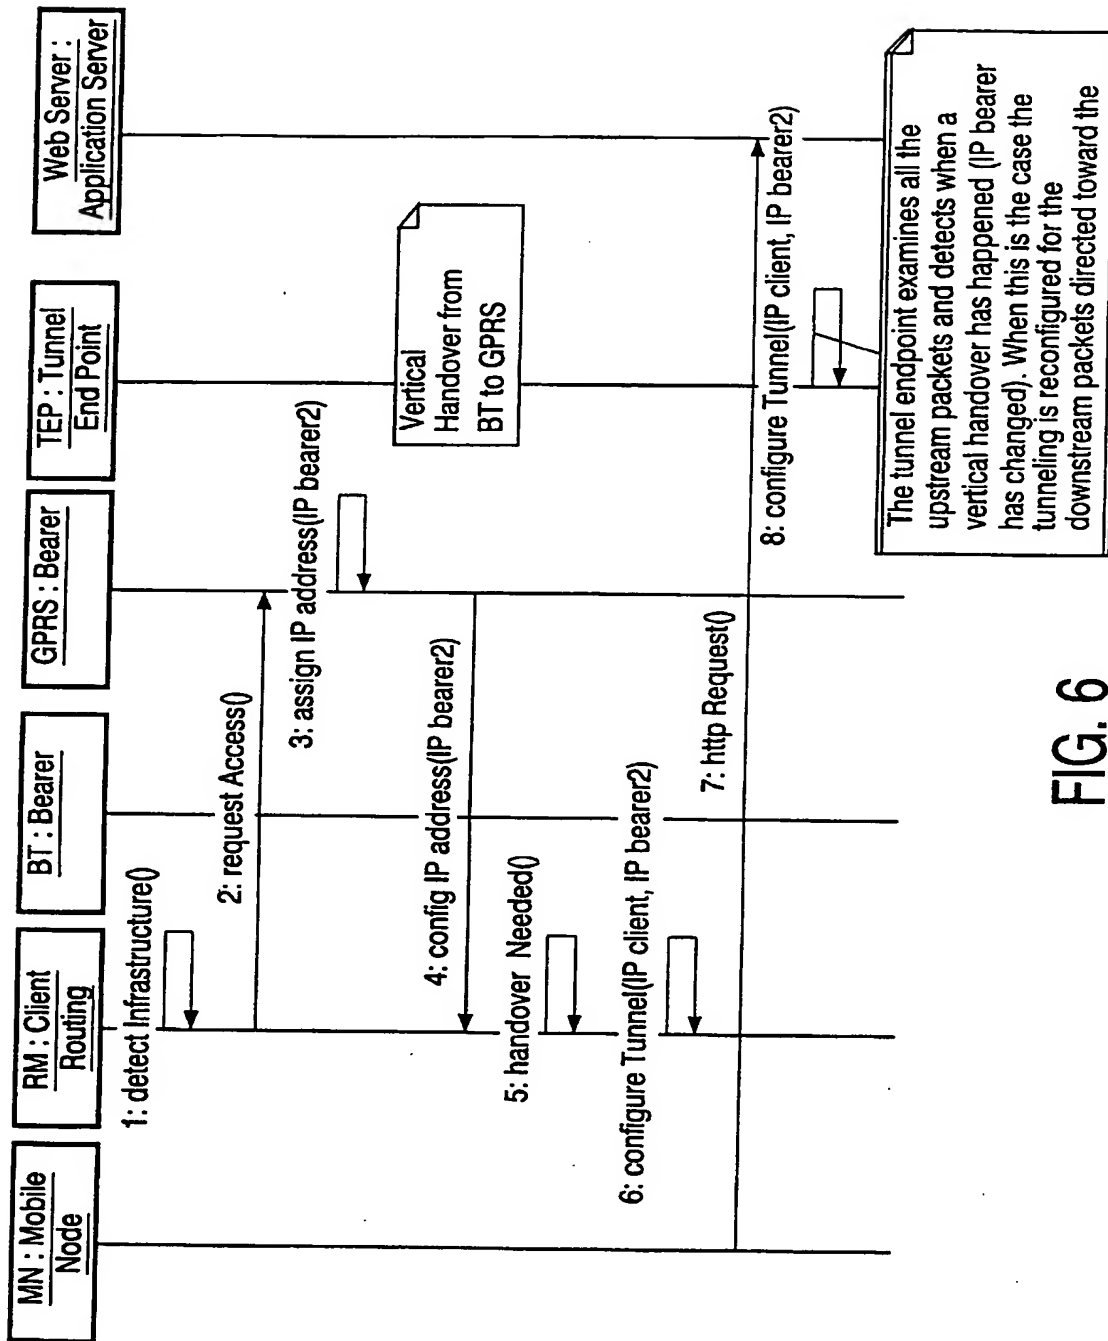 MN : Mobile
Node
RM : Client
Routing
BT : Bearer
GPRS : Bearer
TEP : Tunnel
End Point
Web Server :
Application Server
1: detect Infrastructure()
2: request Access()
3: assign IP address(IP bearer2)
Vertical
Handover from
BT to GPRS
4: config IP address(IP bearer2)
5: handover Needed()
6: configure Tunnel(IP client, IP bearer2)
7: http Request()
8: configure Tunnel(IP client, IP bearer2)
The tunnel endpoint examines all the
upstream packets and detects when a
vertical handover has happened (IP bearer
has changed). When this is the case the
tunneling is reconfigured for the
downstream packets directed toward the
FIG. 6